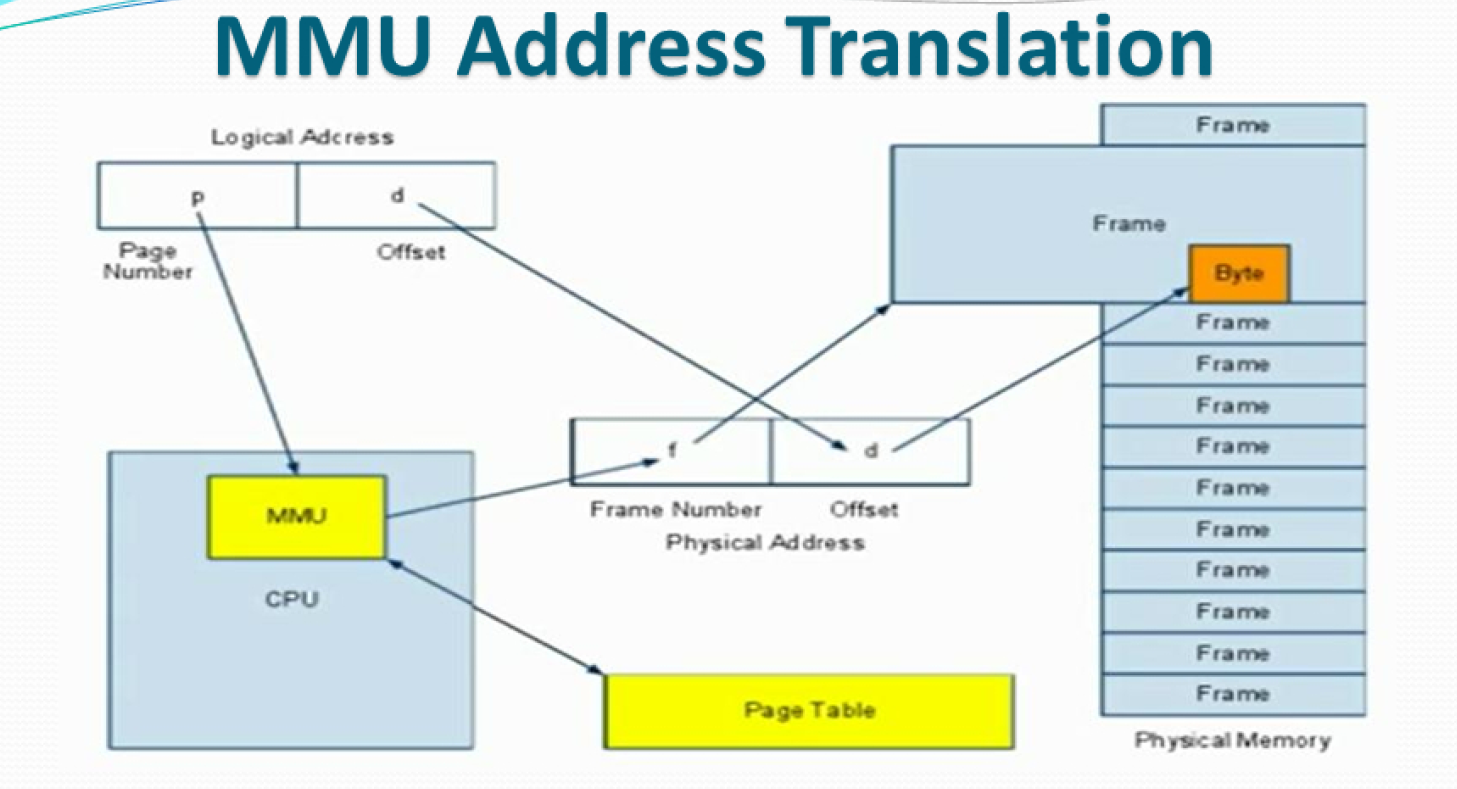 MMU Address Translation
Logical Address
p
d
Page
Number
Offset
MMU
CPU
f
d
Frame Number
Offset
Physical Address
Page Table
Frame
Frame
Byte
Frame
Frame
Frame
Frame
Frame
Frame
Frame
Frame
Frame
Frame
Physical Memory